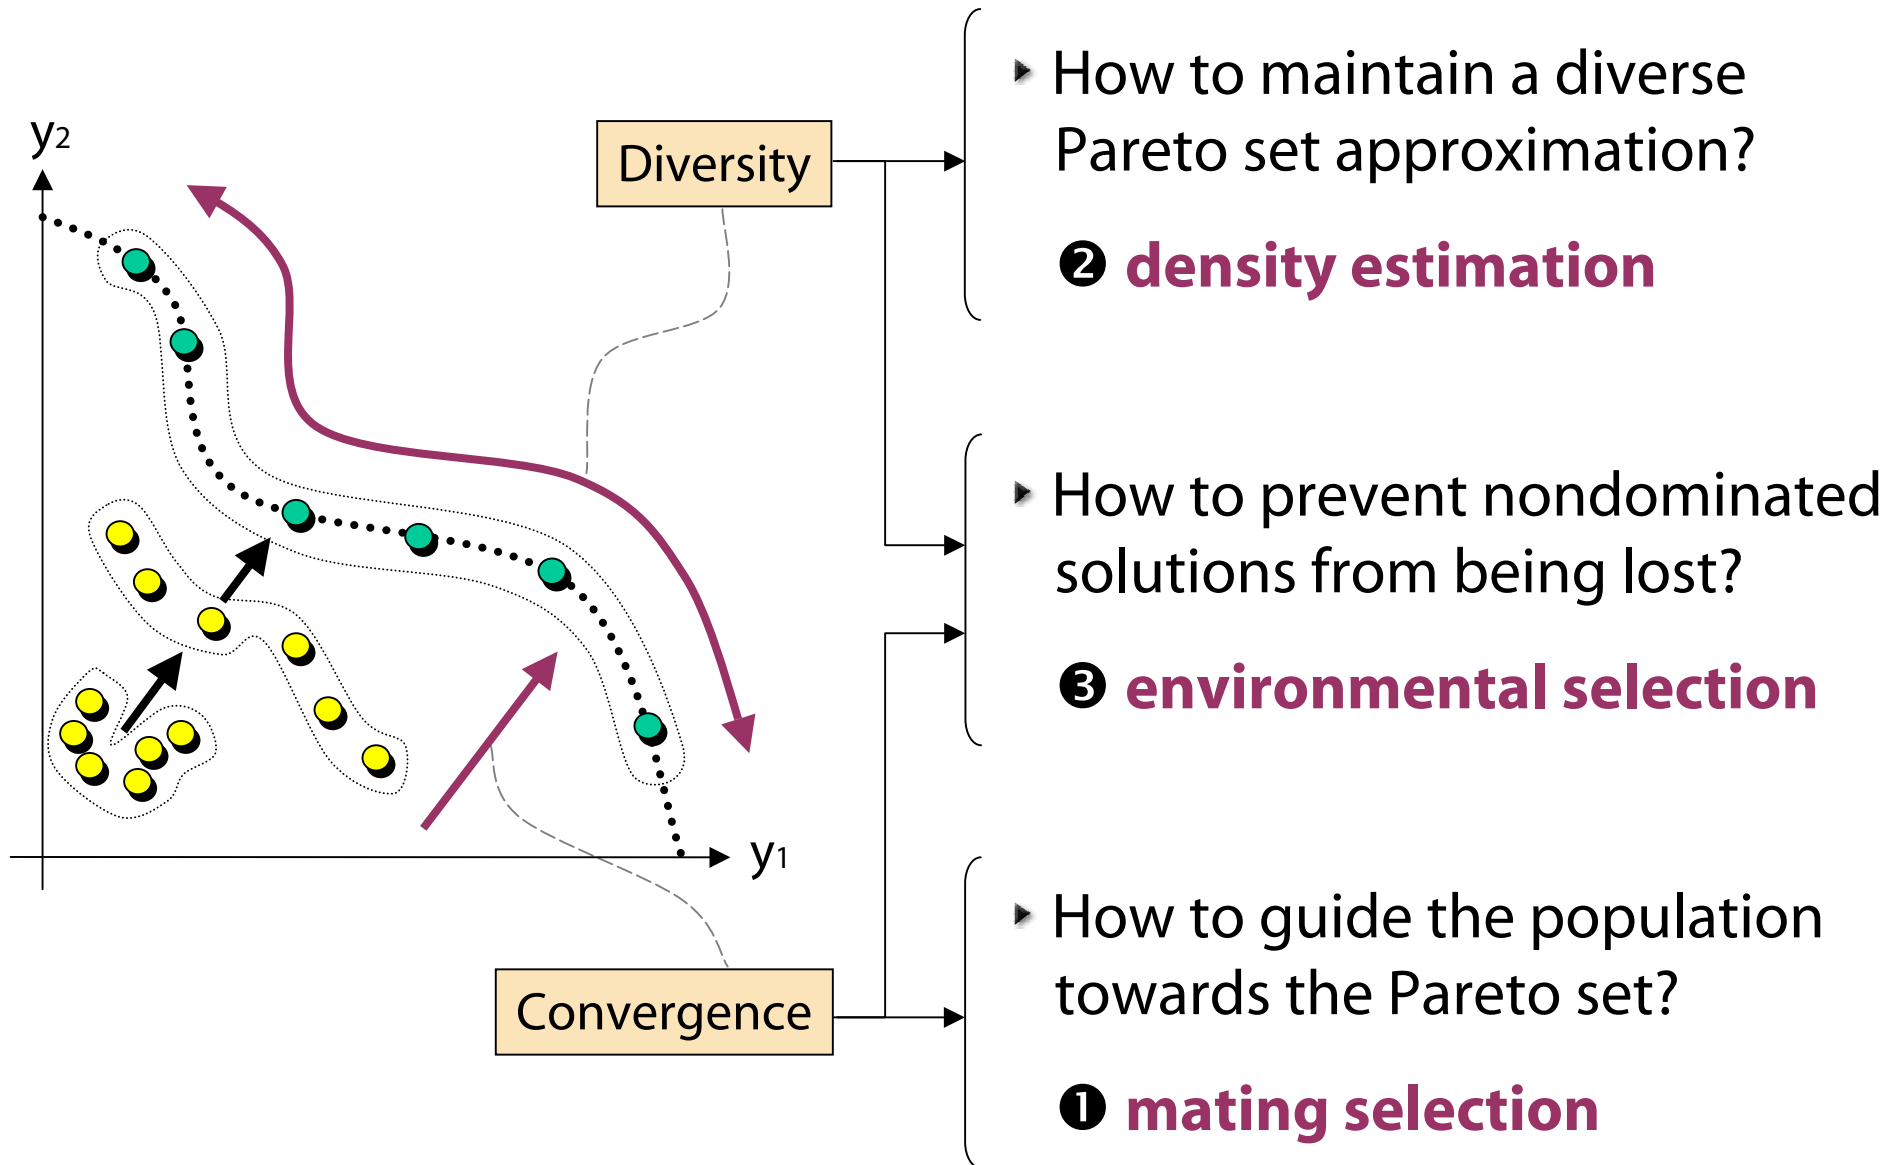 y2
y1
Diversity
Convergence
How to maintain a diverse
Pareto set approximation?
❷ density estimation
How to prevent nondominated
solutions from being lost?
❸ environmental selection
How to guide the population
towards the Pareto set?
❶ mating selection